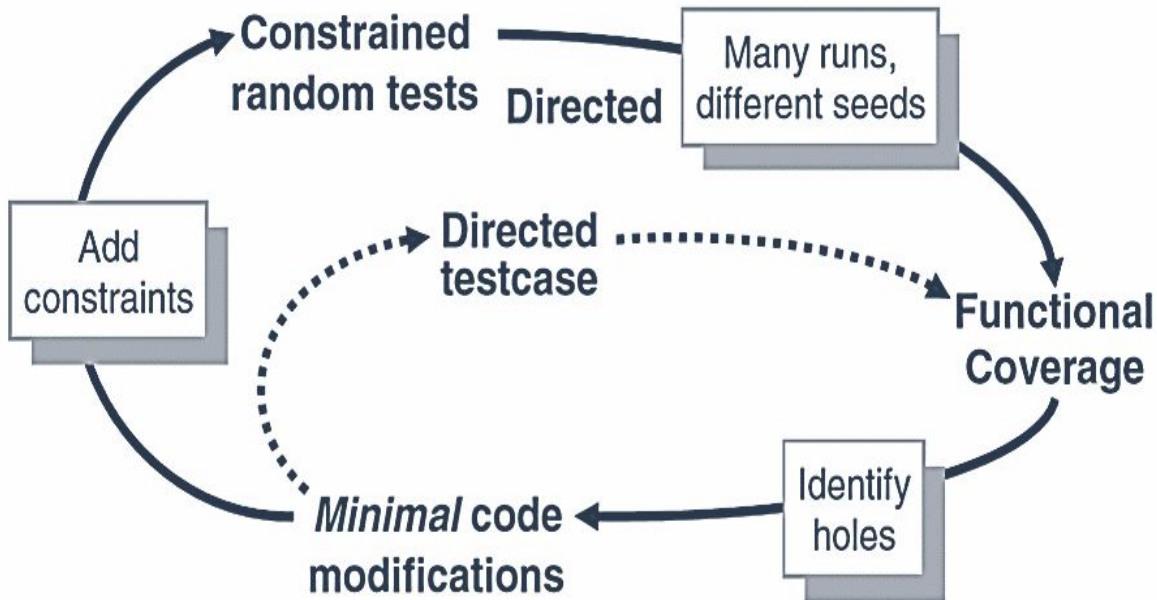 Constrained
random tests
Directed
Many runs,
different seeds
Add
constraints
Directed
testcase
Functional
Coverage
Identify
holes
Minimal code
modifications